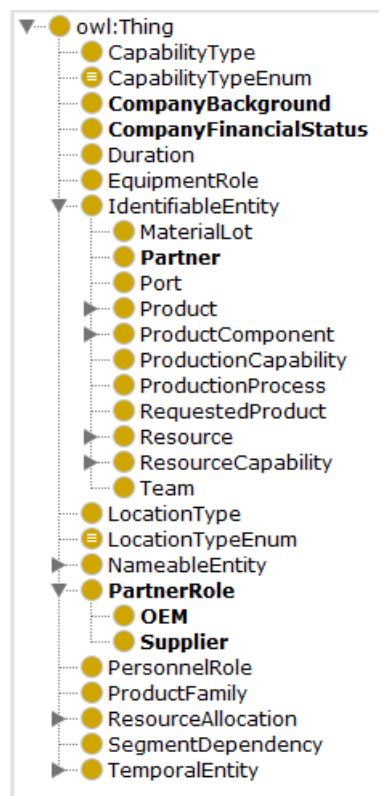 owl:Thing
CapabilityType
CapabilityTypeEnum
CompanyBackground
CompanyFinancialStatus
Duration
EquipmentRole
IdentifiableEntity
MaterialLot
Partner
Port
Product
ProductComponent
ProductionCapability
ProductionProcess
RequestedProduct
Resource
ResourceCapability
Team
LocationType
LocationTypeEnum
NameableEntity
PartnerRole
OEM
Supplier
PersonnelRole
ProductFamily
ResourceAllocation
SegmentDependency
TemporalEntity